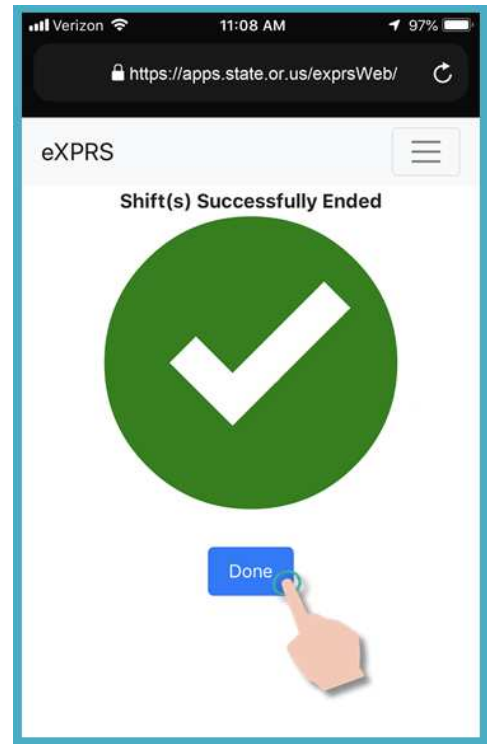 Verizon 11:08 AM 97%
https://apps.state.or.us/exprsWeb/
eXPRS
Shift(s) Successfully Ended
Done